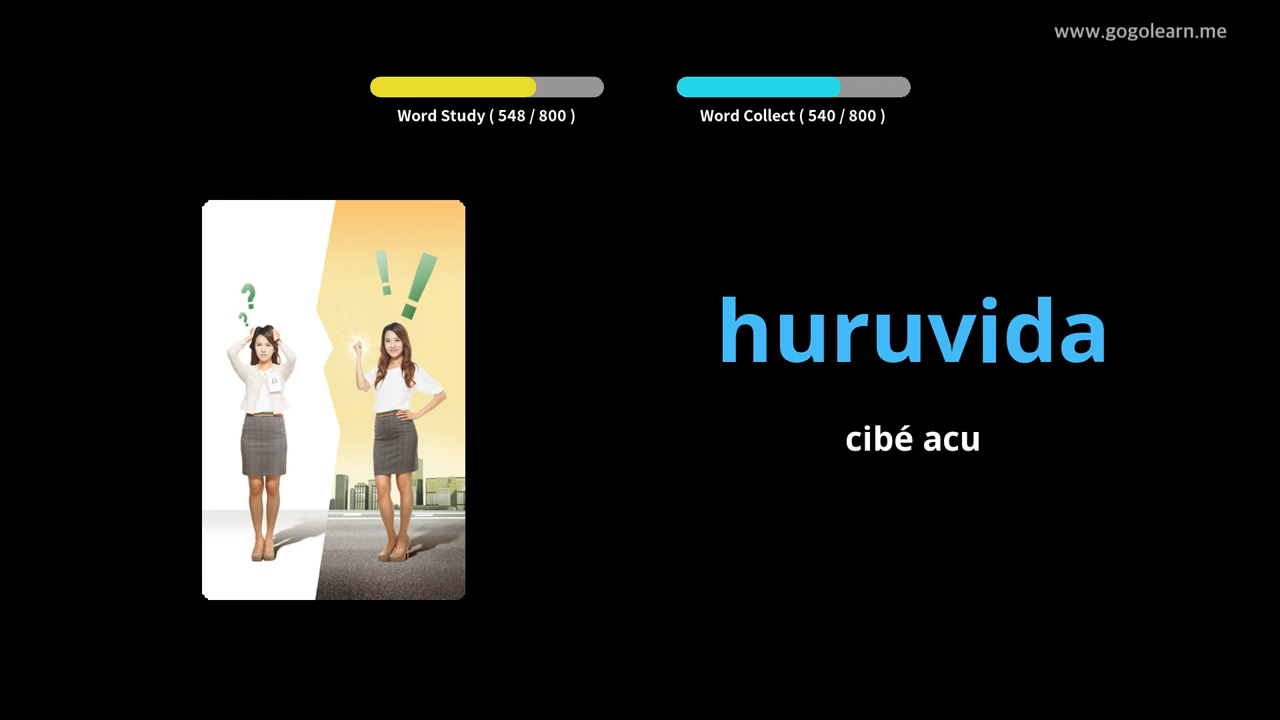 www.gogolearn.me
Word Study ( 548 / 800 )
Word Collect ( 540 / 800 )
? ?
! !
huruvida
cibé acu